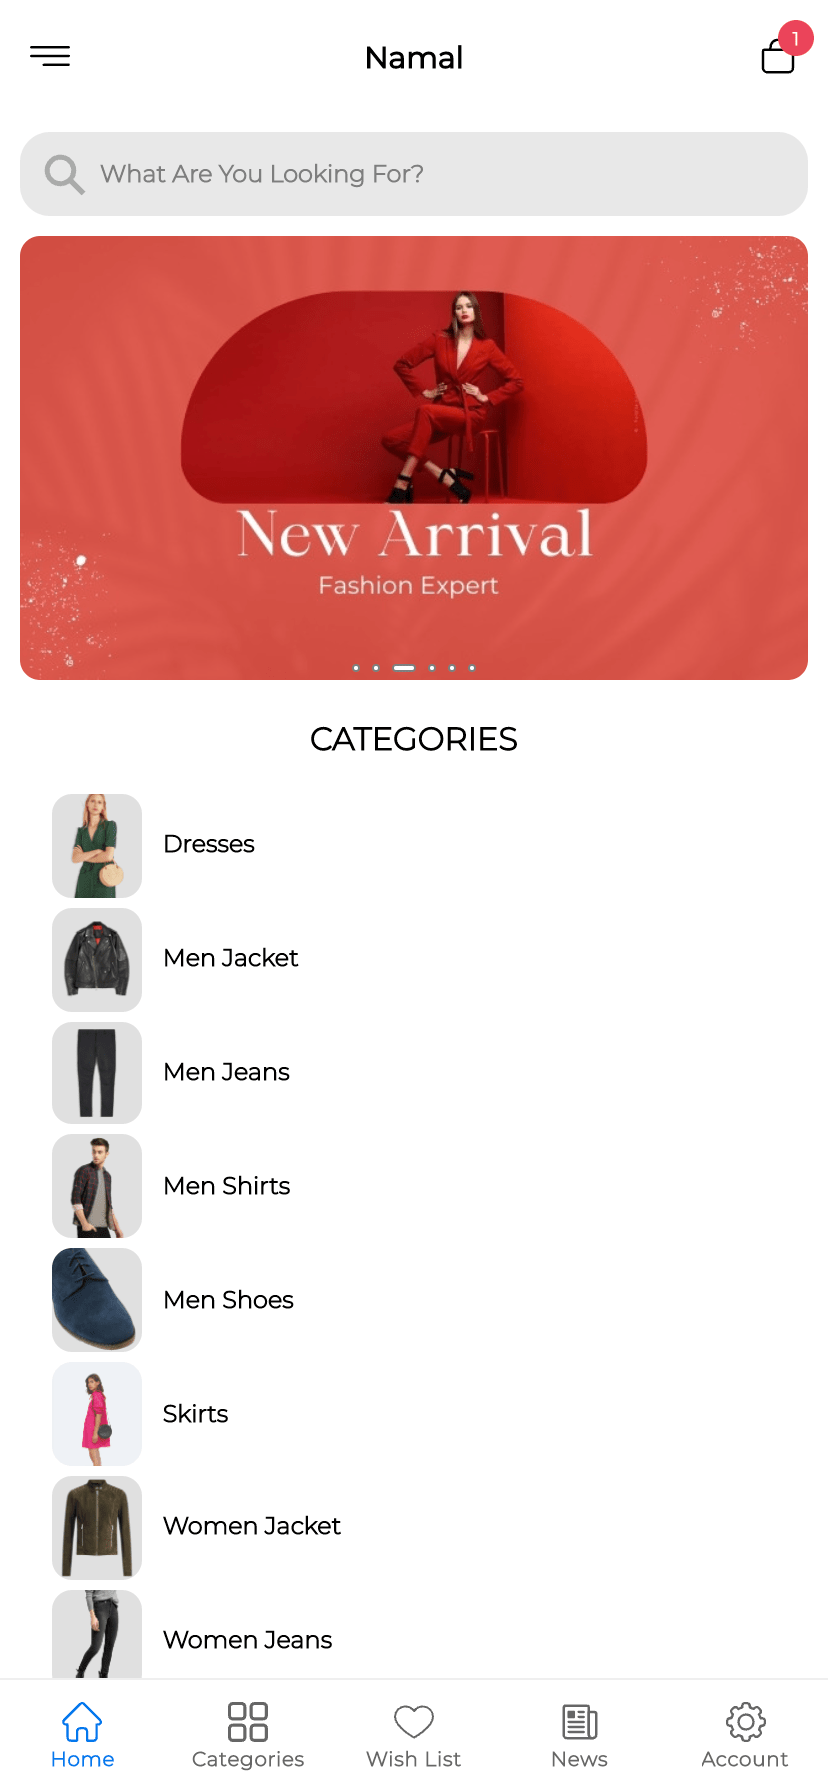 Namal
1
What Are You Looking For?
New Arrival
Fashion Expert
CATEGORIES
Dresses
Men Jacket
Men Jeans
Men Shirts
Men Shoes
Skirts
Women Jacket
Women Jeans
Home
Categories
Wish List
News
Account